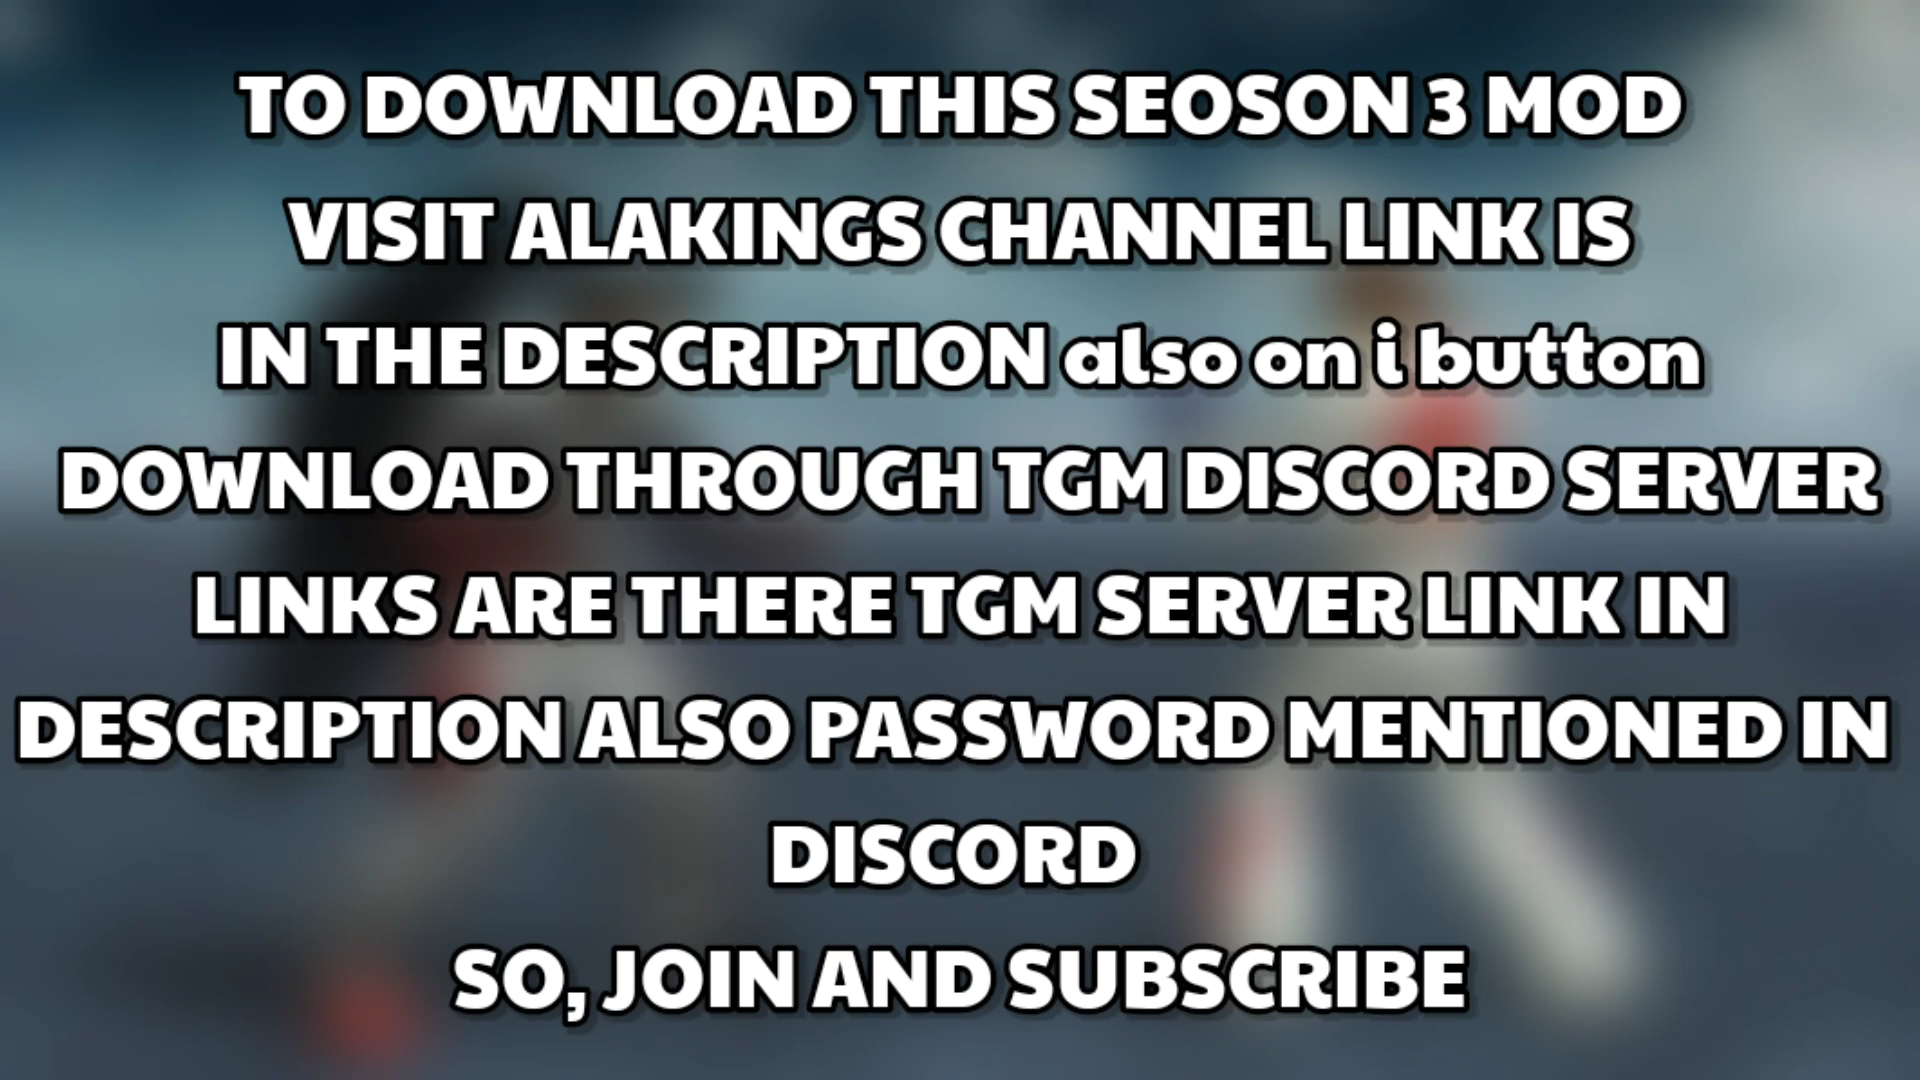 TO DOWNLOAD THIS SEOSON 3 MOD
VISIT ALAKINGS CHANNEL LINK IS
IN THE DESCRIPTION also on i button
DOWNLOAD THROUGH TGM DISCORD SERVER
LINKS ARE THERE TGM SERVER LINK IN
DESCRIPTION ALSO PASSWORD MENTIONED IN
DISCORD
SO, JOIN AND SUBSCRIBE